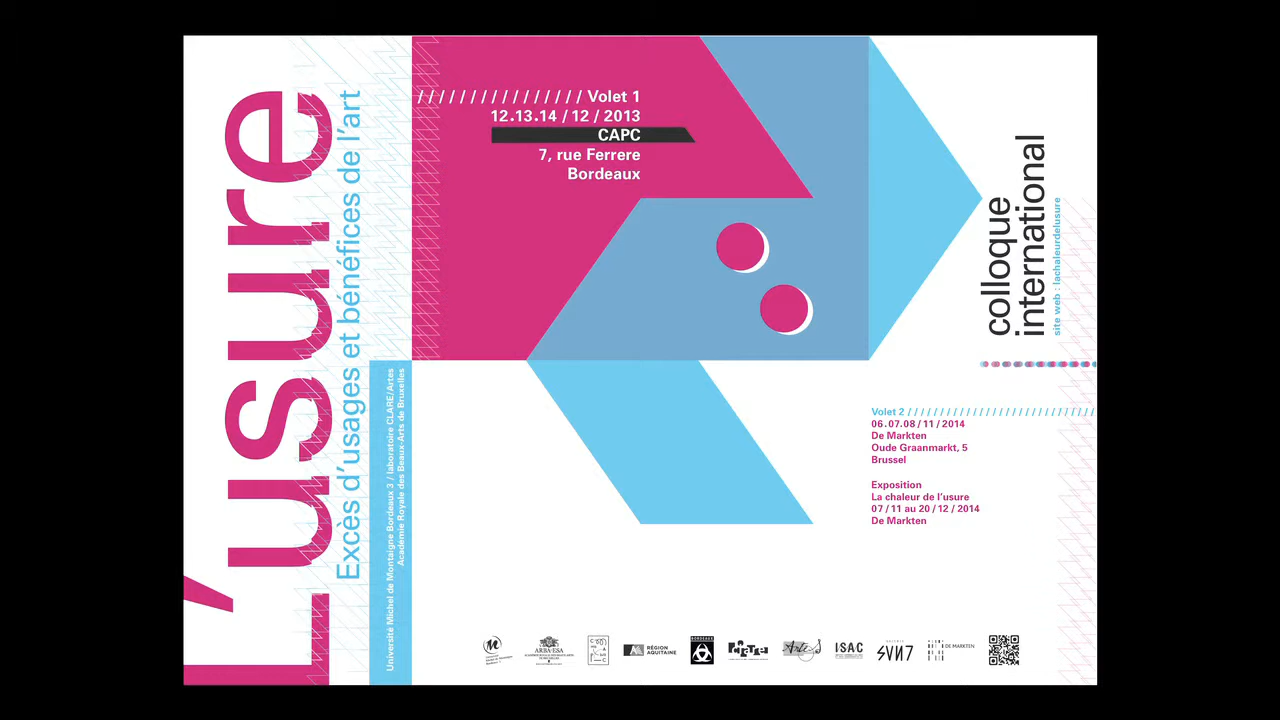 L'usure
Excès d'usages et bénéfices de l'art
Université Michel de Montaigne Bordeaux 3 / laboratoire CLARE/Artes
Académie Royale des Beaux-Arts de Bruxelles
/ / / / / / / / / / / / / / / / Volet 1
12.13.14 / 12 / 2013
CAPC
7, rue Ferrere
Bordeaux
colloque
international
site web : lachaleurdelusure
Volet 2 / / / / / / / / / / / / / / / / / / / / / / / / / / / /
06.07.08 / 11 / 2014
De Markten
Oude Graanmarkt, 5
Brussel
Exposition
La chaleur de l'usure
07 / 11 au 20 / 12 / 2014
De Markten
ARBA-ESA
RÉGION
AQUITAINE
BORDEAUX
Artes
ISAC
DE MARKTEN